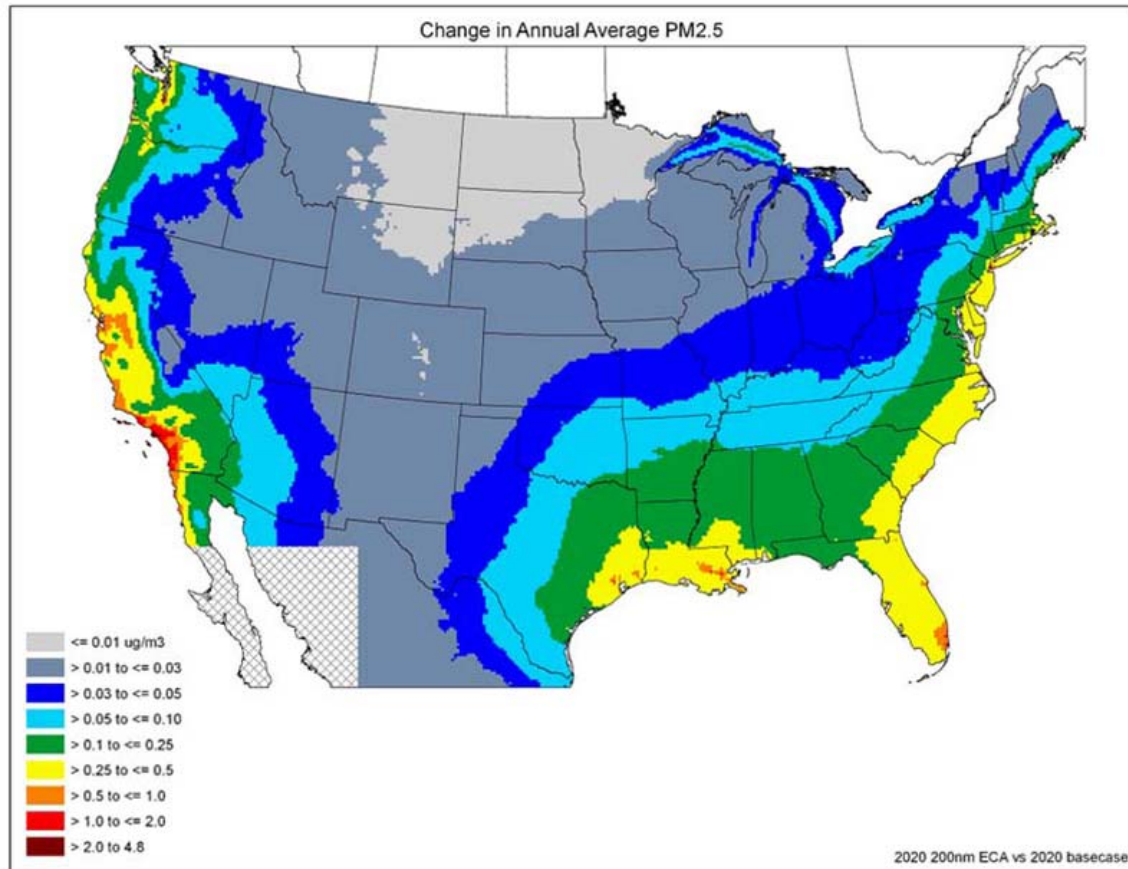 Change in Annual Average PM2.5
<= 0.01 ug/m3
> 0.01 to <= 0.03
> 0.03 to <= 0.05
> 0.05 to <= 0.10
> 0.1 to <= 0.25
> 0.25 to <= 0.5
> 0.5 to <= 1.0
> 1.0 to <= 2.0
> 2.0 to 4.8
2020 200nm ECA vs 2020 basecase